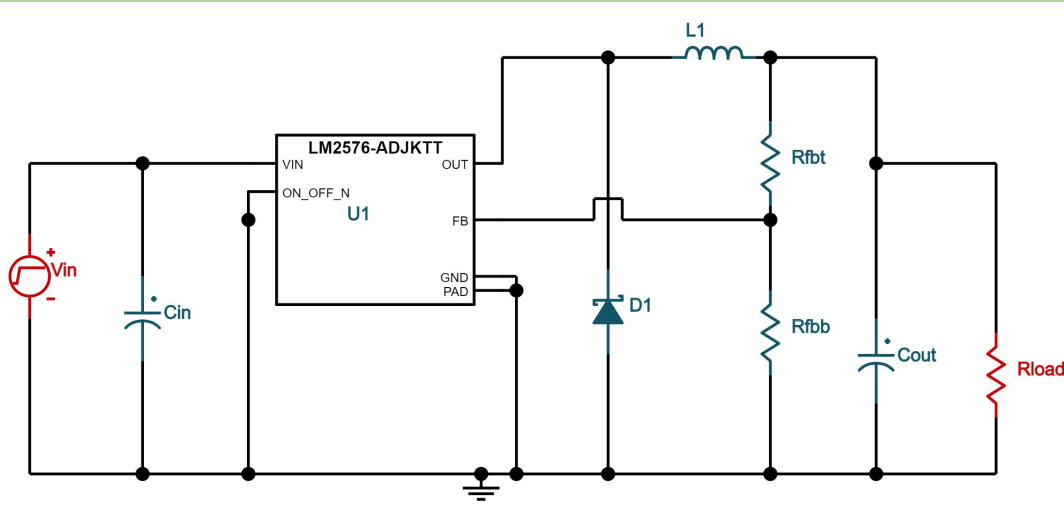 L1
LM2576-ADJKTT
VIN
OUT
Rfbt
ON_OFF_N
U1
FB
Vin
GND
PAD
Cin
D1
Rfbb
Cout
Rload